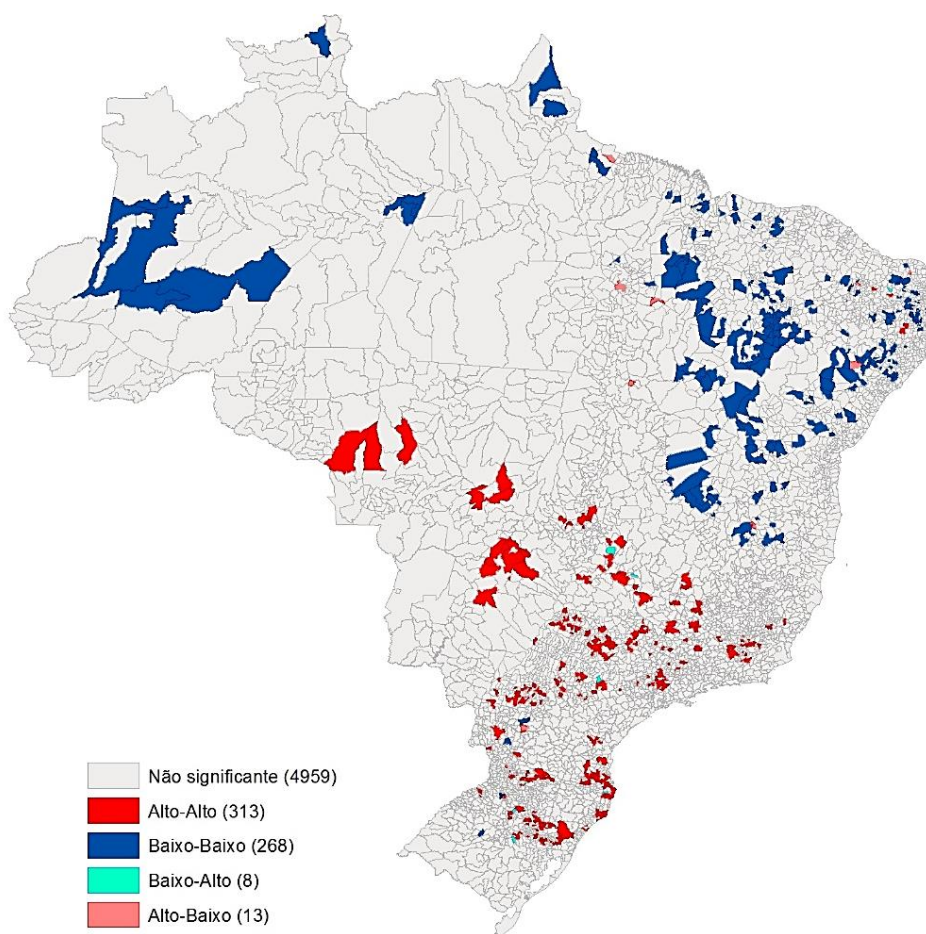 Não significante (4959)
Alto-Alto (313)
Baixo-Baixo (268)
Baixo-Alto (8)
Alto-Baixo (13)